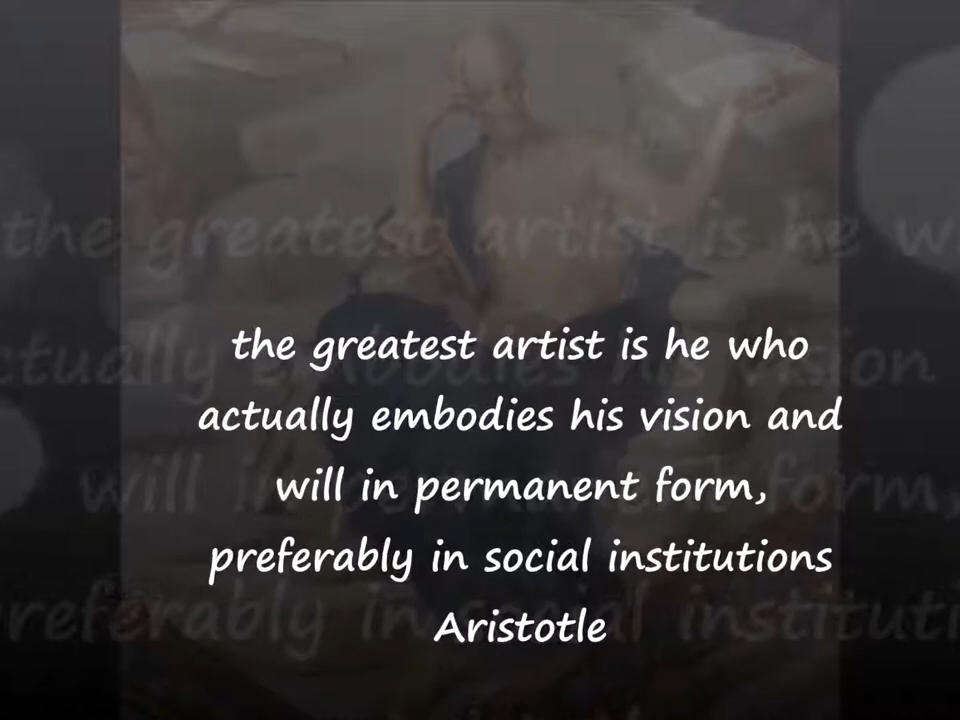 the greatest artist is he who
actually embodies his vision and
will in permanent form,
preferably in social institutions
Aristotle